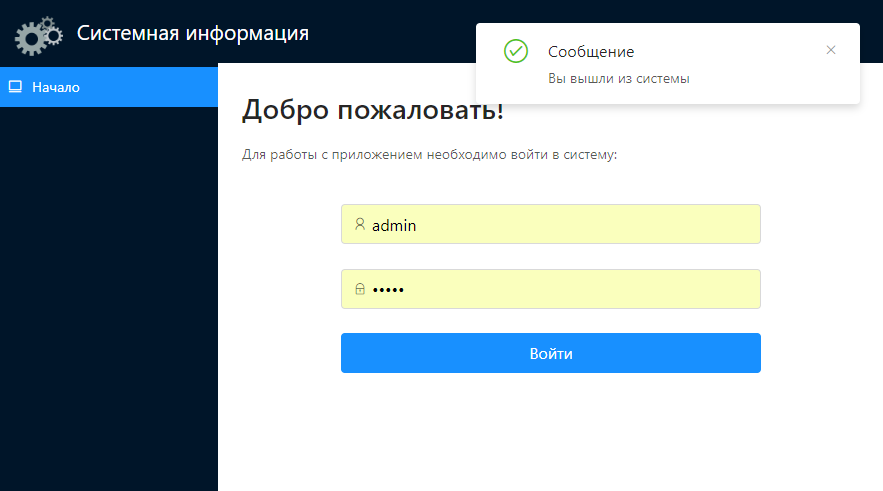 Системная информация
Сообщение
Вы вышли из системы
Начало
Добро пожаловать!
Для работы с приложением необходимо войти в систему:
admin
•••••
Войти